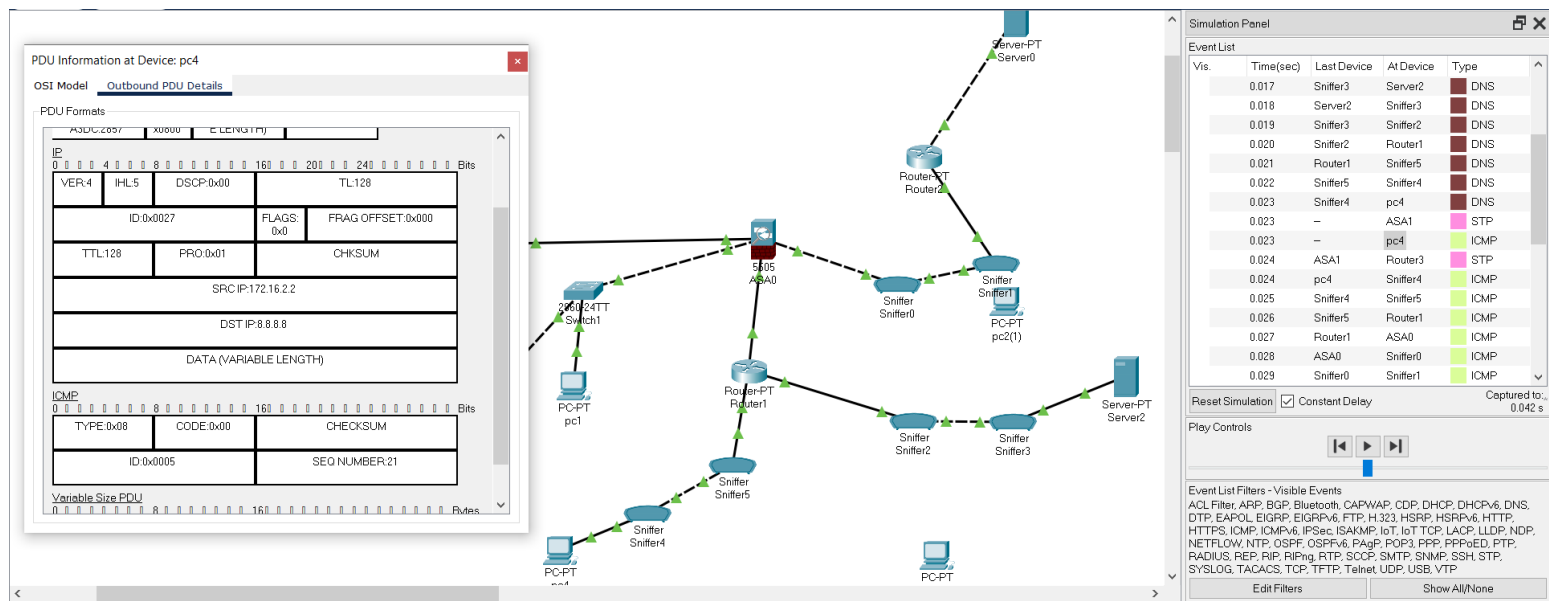 PDU Information at Device: pc4
OSI Model Outbound PDU Details
PDU Formats
A3DC.2857 x0800 E LENGTH)
IP
0 4 8 16 20 24 Bits
VER:4 IHL:5 DSCP:0x00 TL:128
ID:0x0027 FLAGS: 0x0 FRAG OFFSET:0x000
TTL:128 PRO:0x01 CHKSUM
SRC IP:172.16.2.2
DST IP:8.8.8.8
DATA (VARIABLE LENGTH)
ICMP
0 8 16 Bits
TYPE:0x08 CODE:0x00 CHECKSUM
ID:0x0005 SEQ NUMBER:21
Variable Size PDU
0 8 16 Bytes
Server-PT
Server0
Router-PT
5505
ASA0
Sniffer
Sniffer1
Sniffer
Sniffer0
PC-PT
pc2(1)
2960-24TT
Switch1
PC-PT
pc1
Router-PT
Router1
Server-PT
Server2
Sniffer
Sniffer2
Sniffer
Sniffer3
Sniffer
Sniffer5
Sniffer
Sniffer4
PC-PT
pc4
PC-PT
Simulation Panel
Event List
Vis. Time(sec) Last Device At Device Type
0.017 Sniffer3 Server2 DNS
0.018 Server2 Sniffer3 DNS
0.019 Sniffer3 Sniffer2 DNS
0.020 Sniffer2 Router1 DNS
0.021 Router1 Sniffer5 DNS
0.022 Sniffer5 Sniffer4 DNS
0.023 Sniffer4 pc4 DNS
0.023 -- ASA1 STP
0.023 -- pc4 ICMP
0.024 ASA1 Router3 STP
0.024 pc4 Sniffer4 ICMP
0.025 Sniffer4 Sniffer5 ICMP
0.026 Sniffer5 Router1 ICMP
0.027 Router1 ASA0 ICMP
0.028 ASA0 Sniffer0 ICMP
0.029 Sniffer0 Sniffer1 ICMP
Reset Simulation Constant Delay Captured to:
0.042 s
Play Controls
Event List Filters - Visible Events
ACL Filter, ARP, BGP, Bluetooth, CAPWAP, CDP, DHCP, DHCPv6, DNS,
DTP, EAPOL, EIGRP, EIGRPv6, FTP, H.323, HSRP, HSRPv6, HTTP,
HTTPS, ICMP, ICMPv6, IPSec, ISAKMP, IoT, IoT TCP, LACP, LLDP, NDP,
NETFLOW, NTP, OSPF, OSPFv6, PAgP, POP3, PPP, PPPoED, PTP,
RADIUS, REP, RIP, RIPng, RTP, SCCP, SMTP, SNMP, SSH, STP,
SYSLOG, TACACS, TCP, TFTP, Telnet, UDP, USB, VTP
Edit Filters Show All/None